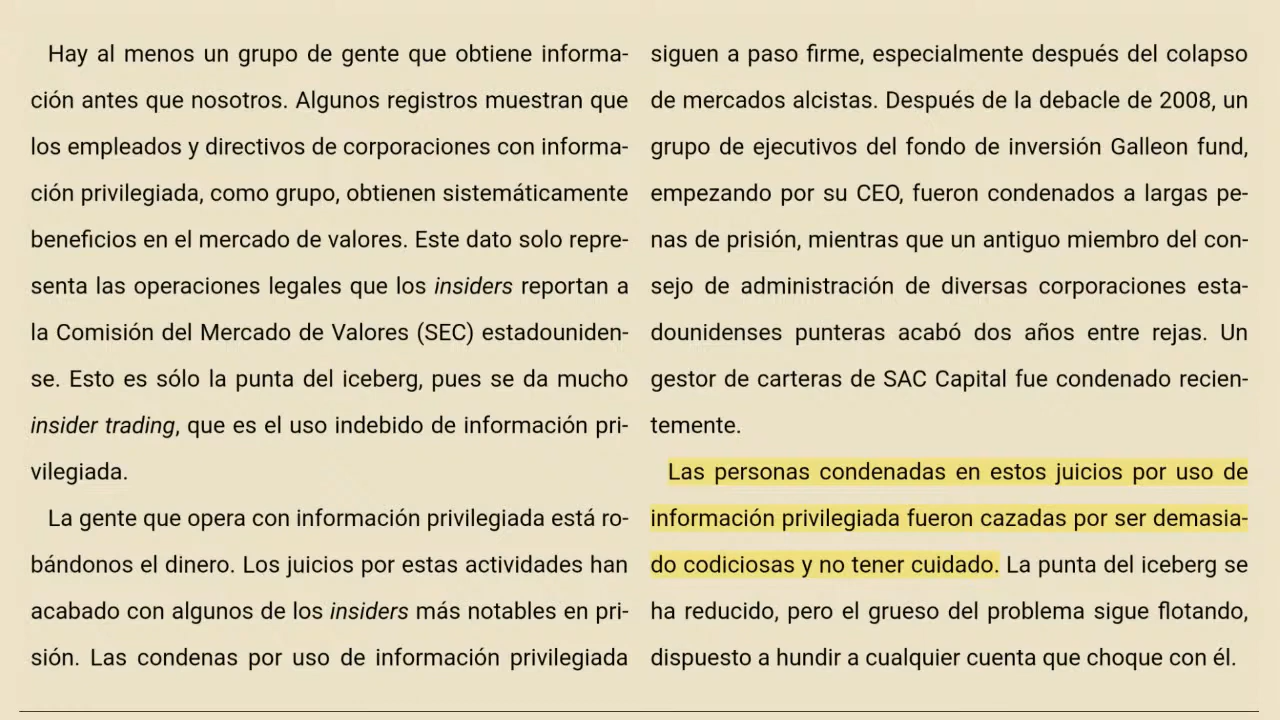 Hay al menos un grupo de gente que obtiene informa-
ción antes que nosotros. Algunos registros muestran que
los empleados y directivos de corporaciones con informa-
ción privilegiada, como grupo, obtienen sistemáticamente
beneficios en el mercado de valores. Este dato solo repre-
senta las operaciones legales que los insiders reportan a
la Comisión del Mercado de Valores (SEC) estadouniden-
se. Esto es sólo la punta del iceberg, pues se da mucho
insider trading, que es el uso indebido de información pri-
vilegiada.
La gente que opera con información privilegiada está ro-
bándonos el dinero. Los juicios por estas actividades han
acabado con algunos de los insiders más notables en pri-
sión. Las condenas por uso de información privilegiada
siguen a paso firme, especialmente después del colapso
de mercados alcistas. Después de la debacle de 2008, un
grupo de ejecutivos del fondo de inversión Galleon fund,
empezando por su CEO, fueron condenados a largas pe-
nas de prisión, mientras que un antiguo miembro del con-
sejo de administración de diversas corporaciones esta-
dounidenses punteras acabó dos años entre rejas. Un
gestor de carteras de SAC Capital fue condenado recien-
temente.
Las personas condenadas en estos juicios por uso de
información privilegiada fueron cazadas por ser demasia-
do codiciosas y no tener cuidado. La punta del iceberg se
ha reducido, pero el grueso del problema sigue flotando,
dispuesto a hundir a cualquier cuenta que choque con él.